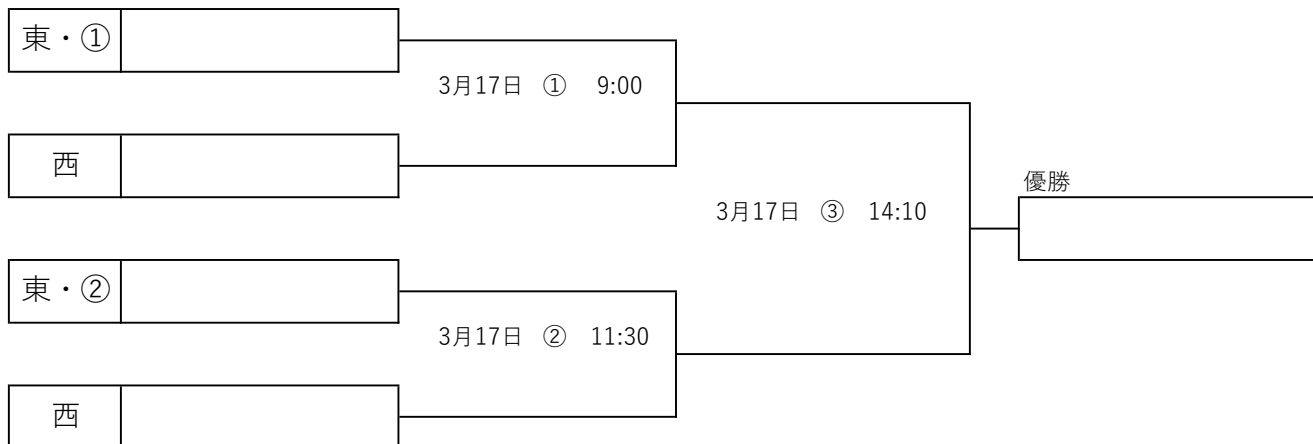 東・①
3月17日 ① 9:00
西
優勝
3月17日 ③ 14:10
東・②
3月17日 ② 11:30
西